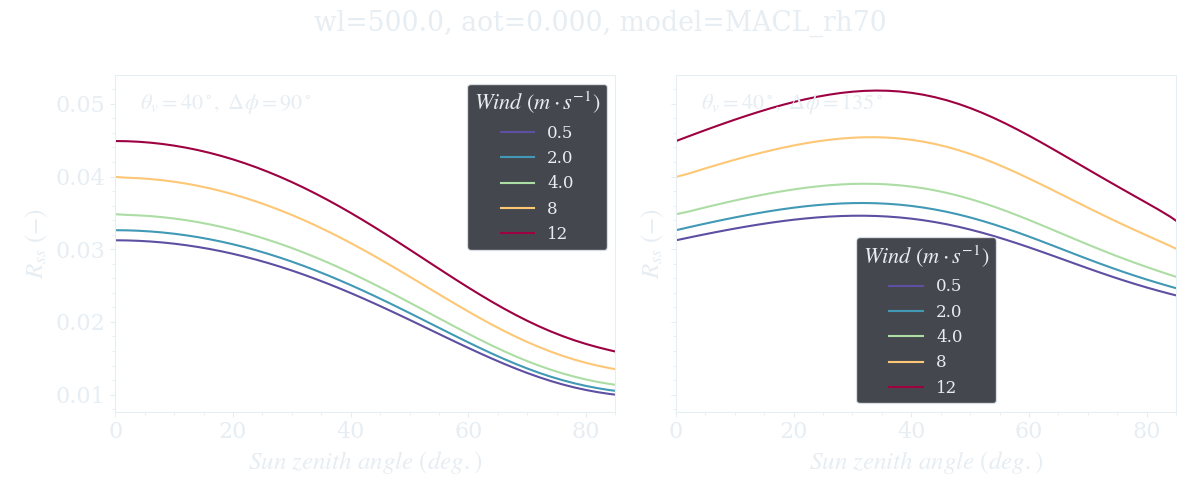 wl=500.0, aot=0.000, model=MACL_rh70
θᵥ = 40°, Δϕ = 90°
Wind (m · s⁻¹)
0.5
2.0
4.0
8
12
0.05
0.04
0.03
0.02
0.01
Rₛₛ (−)
0 20 40 60 80
Sun zenith angle (deg.)
θᵥ = 40°, Δϕ = 135°
Wind (m · s⁻¹)
0.5
2.0
4.0
8
12
Rₛₛ (−)
0 20 40 60 80
Sun zenith angle (deg.)